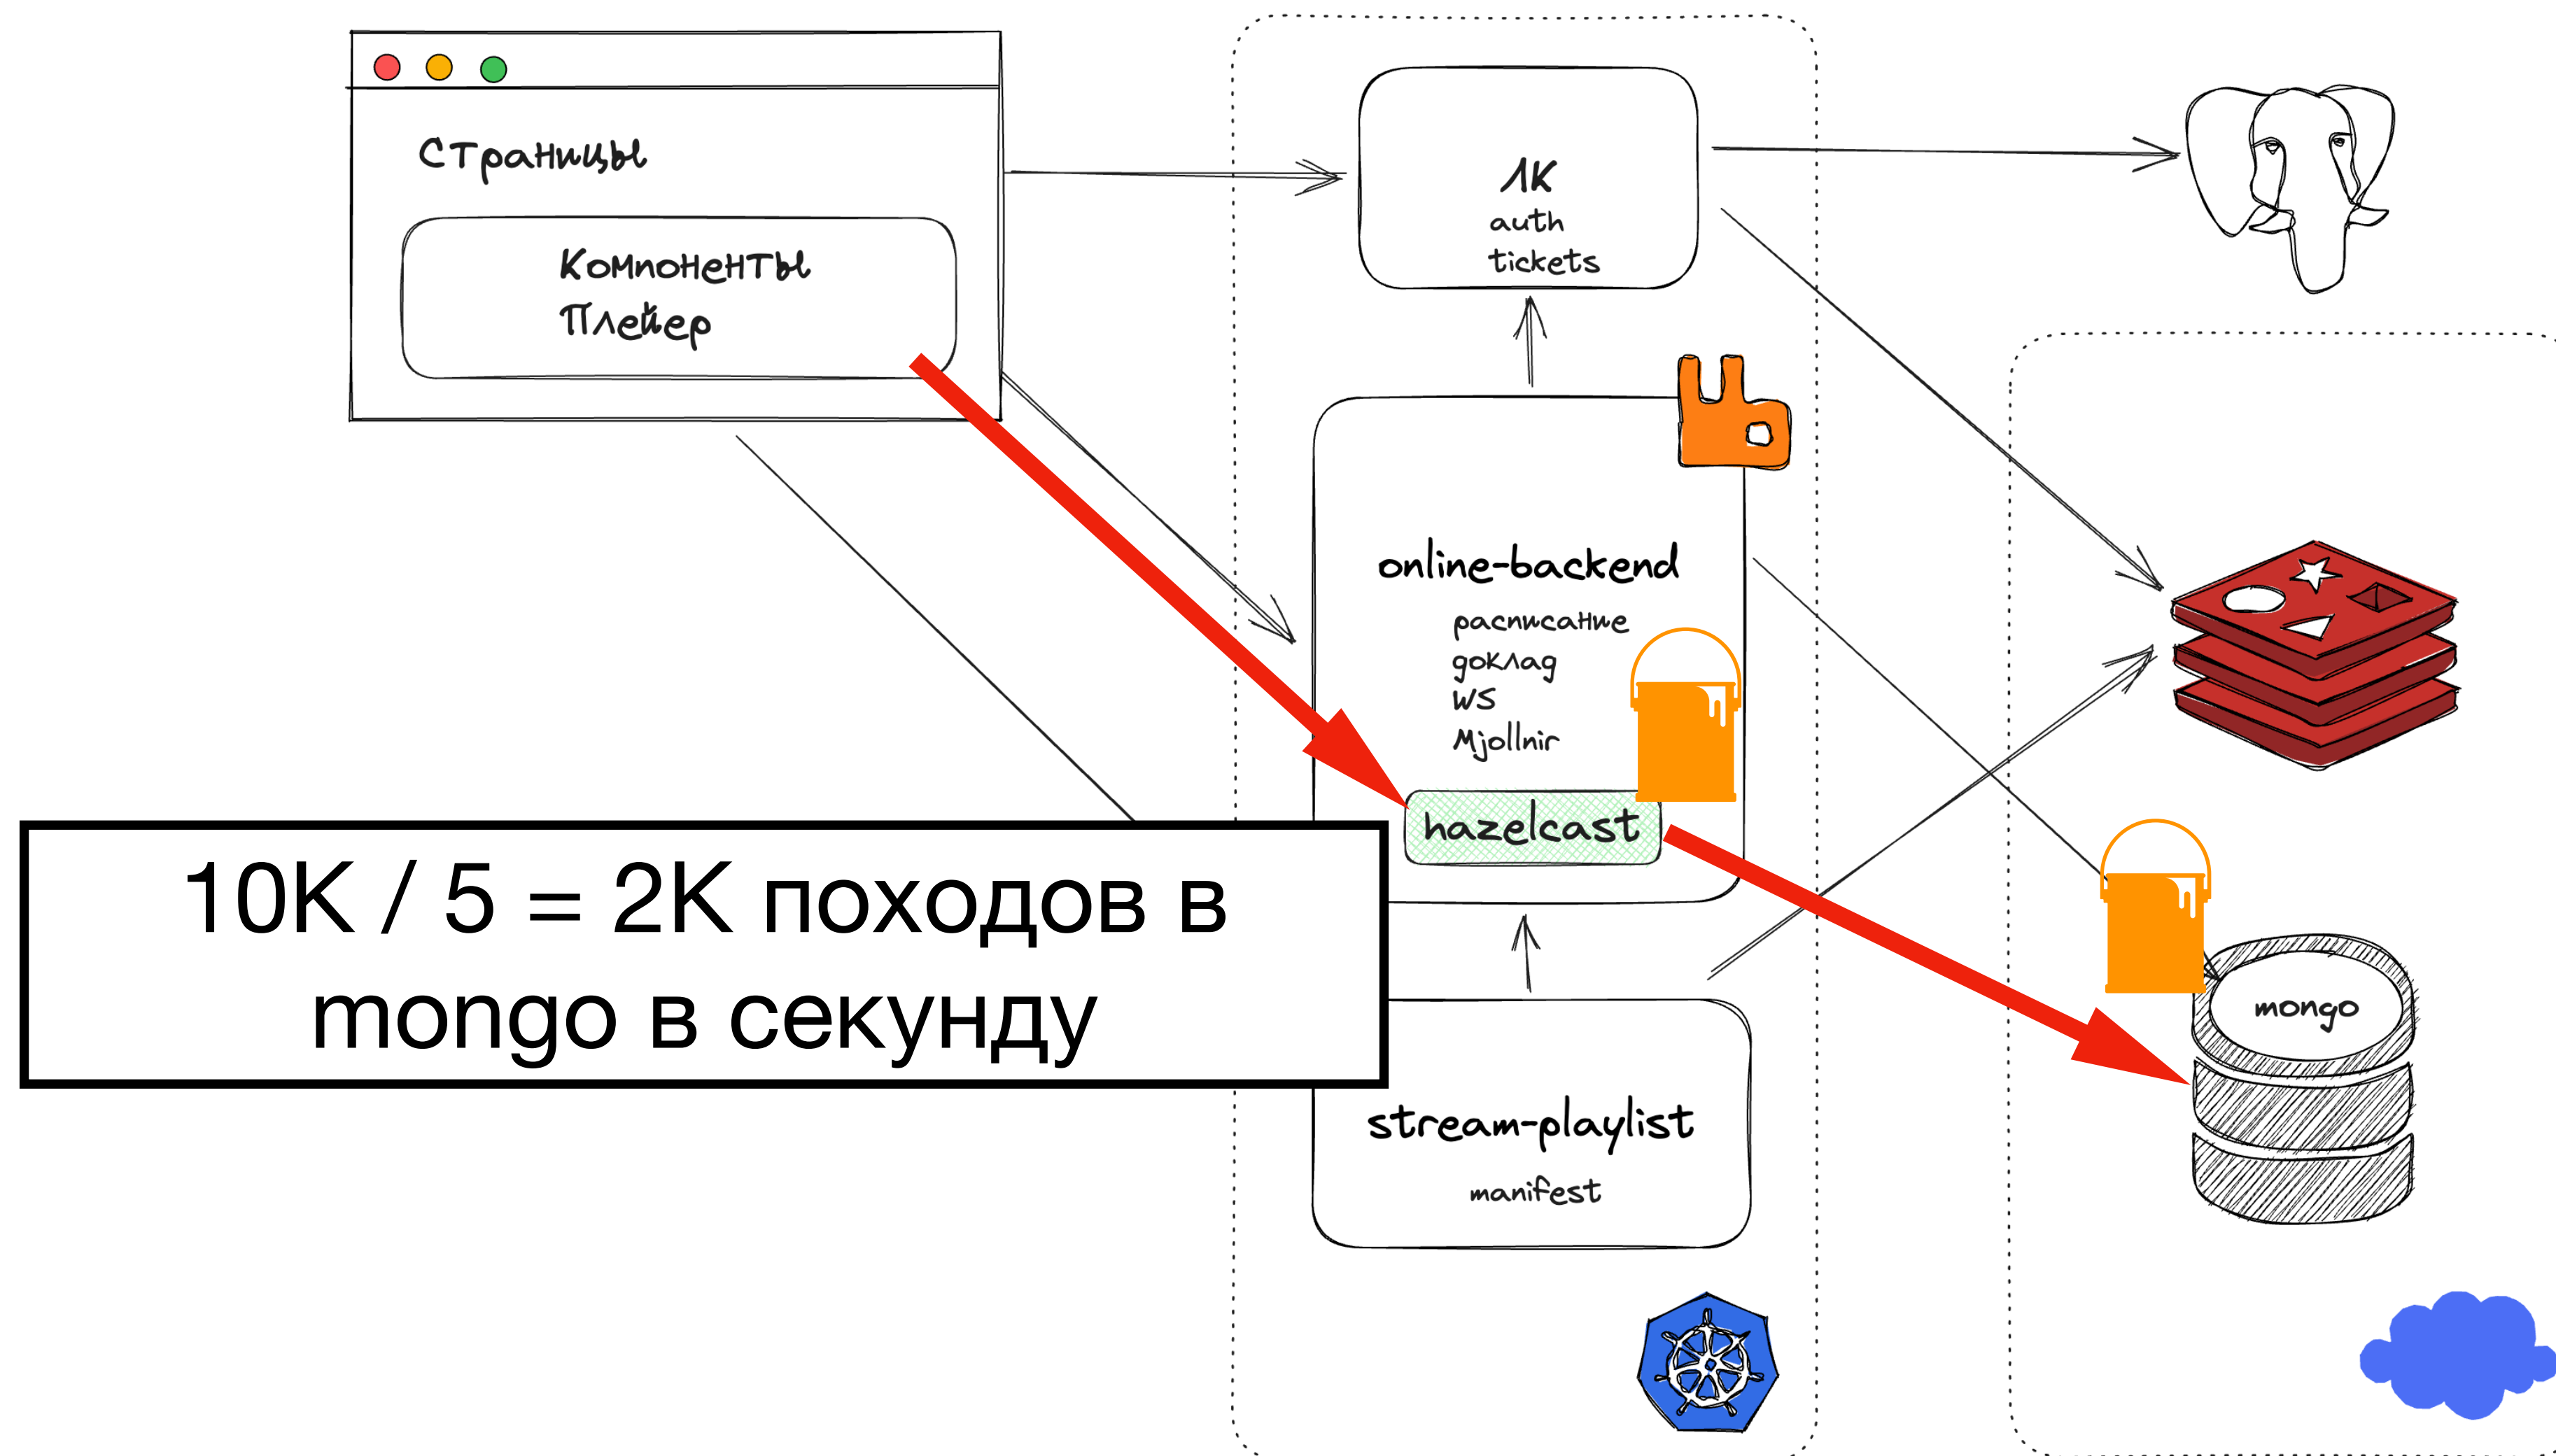 Страницы
Компоненты
Плейер
ЛК
auth
tickets
online-backend
расписание
доклад
WS
Mjollnir
hazelcast
10K / 5 = 2K походов в
mongo в секунду
mongo
stream-playlist
manifest